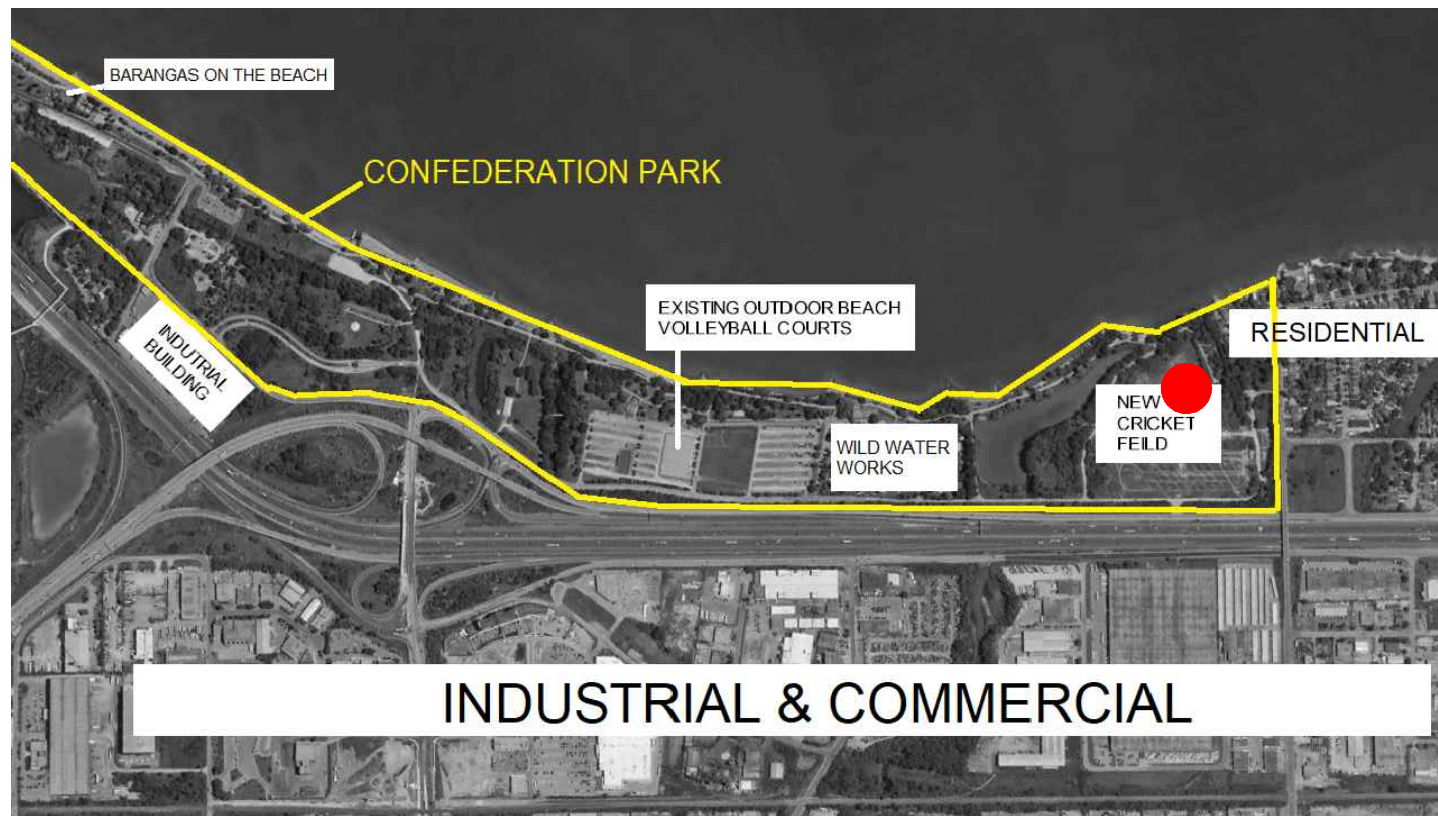 BARANGAS ON THE BEACH
CONFEDERATION PARK
EXISTING OUTDOOR BEACH
VOLLEYBALL COURTS
RESIDENTIAL
INDUTRIAL
BUILDING
NEW
CRICKET
FEILD
WILD WATER
WORKS
INDUSTRIAL & COMMERCIAL